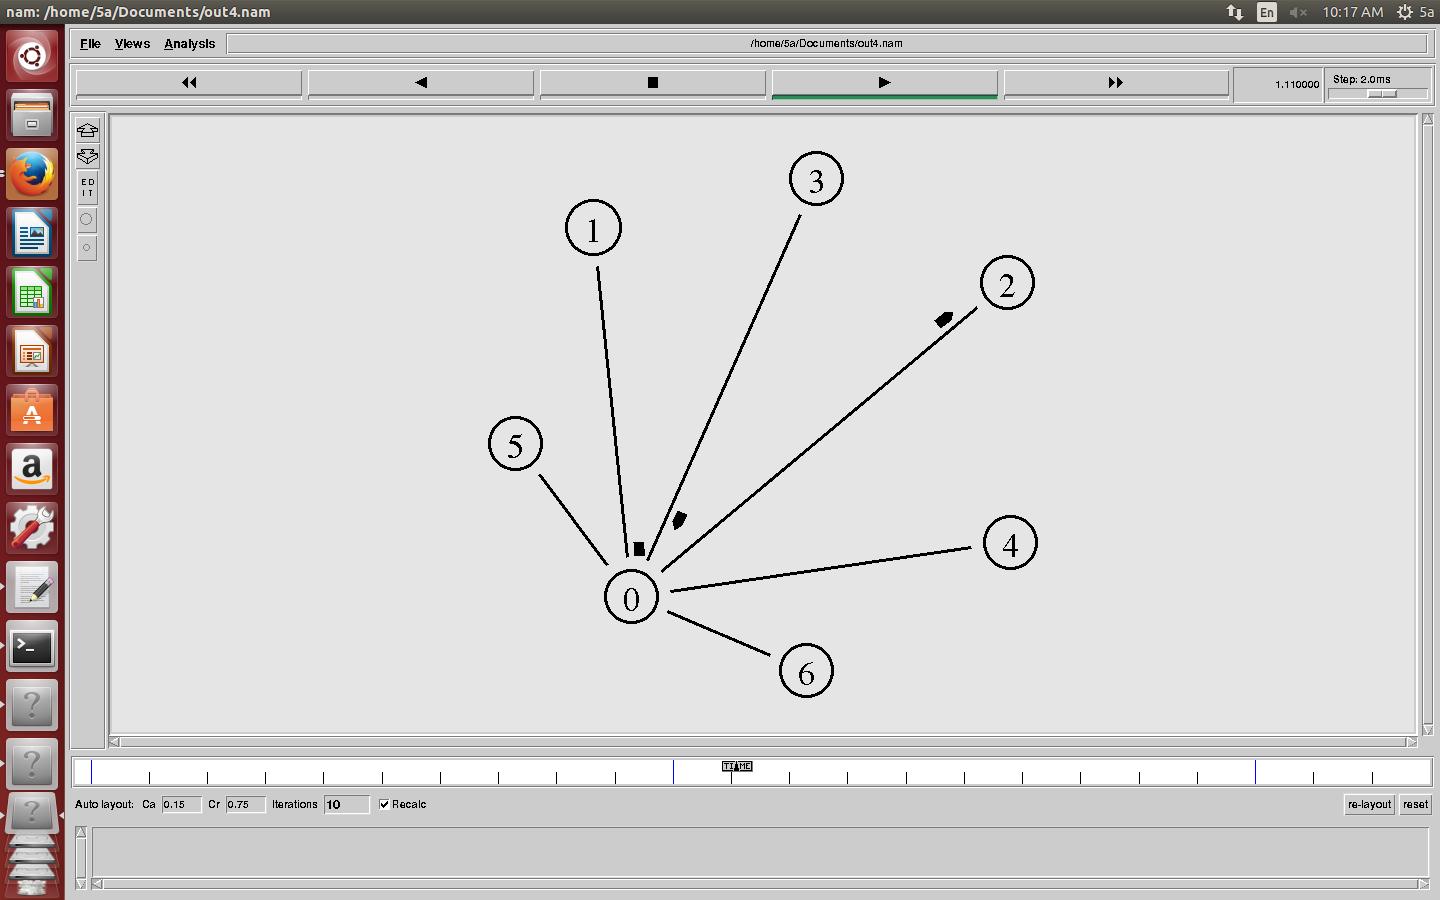 nam: /home/5a/Documents/out4.nam
En
10:17 AM
5a
File Views Analysis
/home/5a/Documents/out4.nam
1.110000
Step: 2.0ms
ED
IT
3
1
2
5
4
0
6
TIME
Auto layout: Ca 0.15 Cr 0.75 Iterations 10 Recalc
re-layout reset